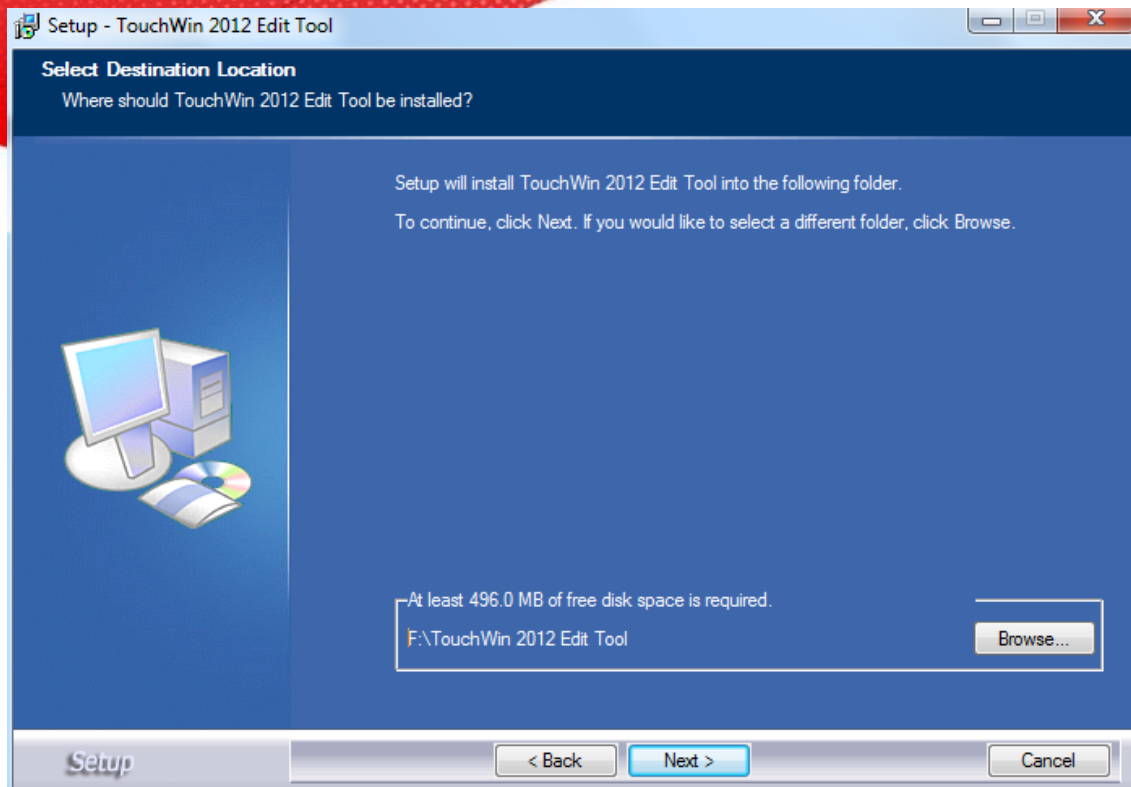 Setup - TouchWin 2012 Edit Tool
Select Destination Location
Where should TouchWin 2012 Edit Tool be installed?
Setup will install TouchWin 2012 Edit Tool into the following folder.
To continue, click Next. If you would like to select a different folder, click Browse.
At least 496.0 MB of free disk space is required.
F:\TouchWin 2012 Edit Tool
Browse...
Setup
< Back
Next >
Cancel